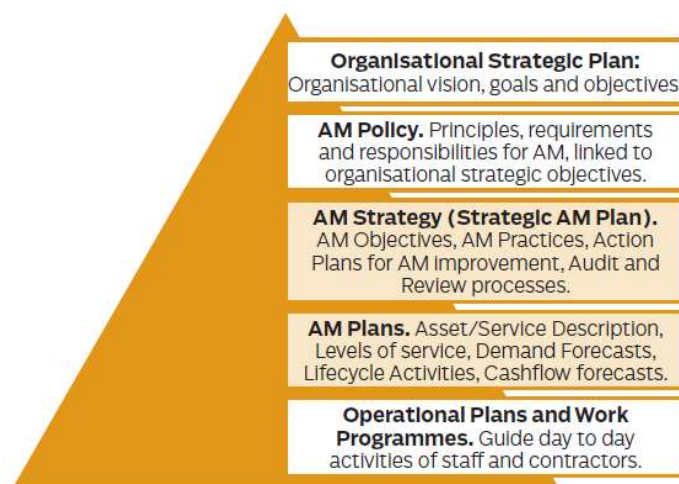 Organisational Strategic Plan:
Organisational vision, goals and objectives
AM Policy. Principles, requirements
and responsibilities for AM, linked to
organisational strategic objectives.
AM Strategy (Strategic AM Plan).
AM Objectives, AM Practices, Action
Plans for AM improvement, Audit and
Review processes.
AM Plans. Asset/Service Description,
Levels of service, Demand Forecasts,
Lifecycle Activities, Cashflow forecasts.
Operational Plans and Work
Programmes. Guide day to day
activities of staff and contractors.